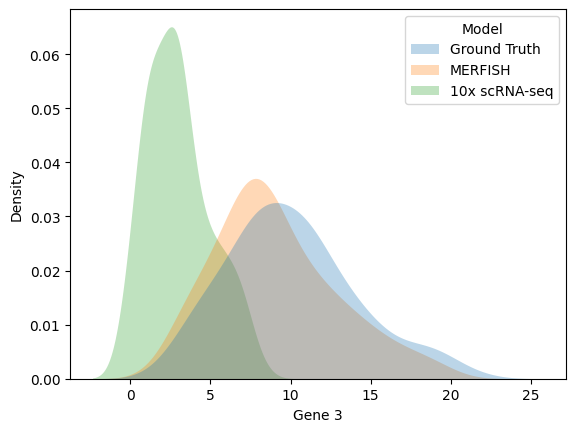 Model
Ground Truth
MERFISH
10x scRNA-seq
Density
0.06
0.05
0.04
0.03
0.02
0.01
0.00
0 5 10 15 20 25
Gene 3